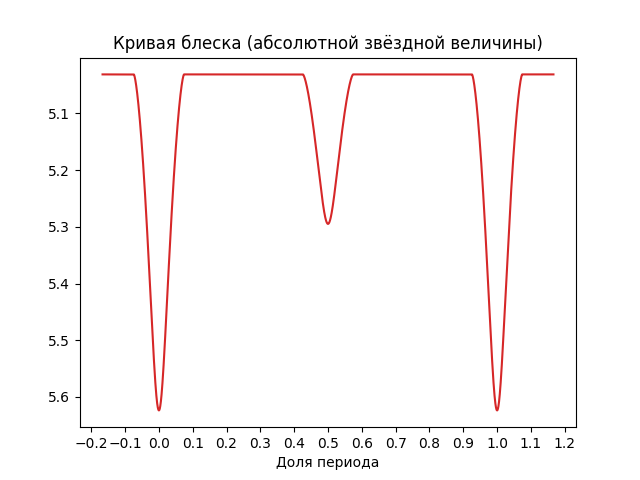 Кривая блеска (абсолютной звёздной величины)
5.1
5.2
5.3
5.4
5.5
5.6
−0.2 −0.1 0.0 0.1 0.2 0.3 0.4 0.5 0.6 0.7 0.8 0.9 1.0 1.1 1.2
Доля периода